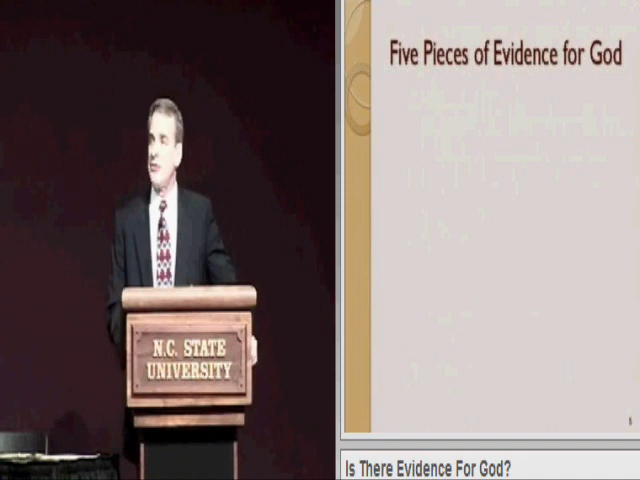 Five Pieces of Evidence for God
N.C. STATE
UNIVERSITY
Is There Evidence For God?